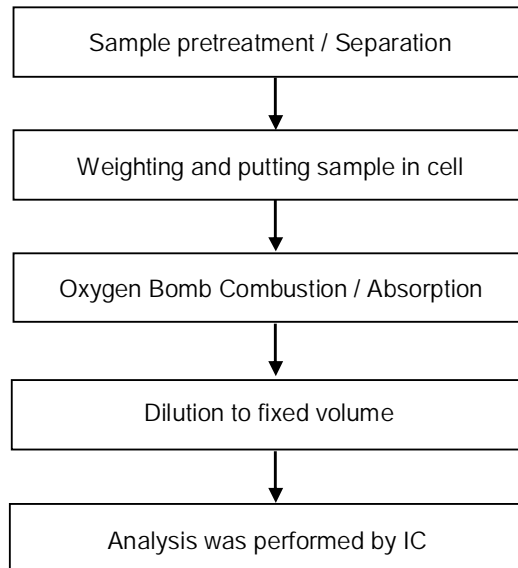 Sample pretreatment / Separation
Weighting and putting sample in cell
Oxygen Bomb Combustion / Absorption
Dilution to fixed volume
Analysis was performed by IC